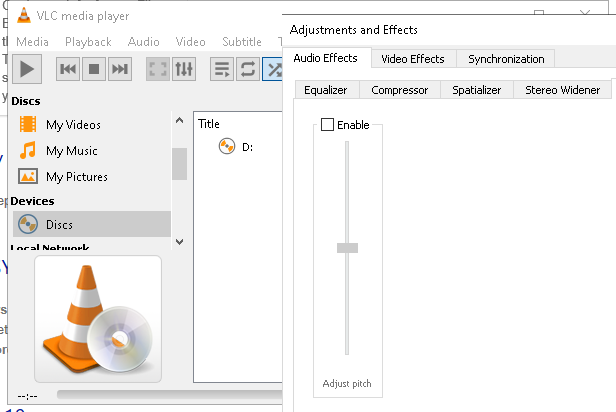 VLC media player
Media Playback Audio Video Subtitle
Discs
My Videos
My Music
My Pictures
Devices
Discs
Local Network
Title
D:
--:--
Adjustments and Effects
Audio Effects Video Effects Synchronization
Equalizer Compressor Spatializer Stereo Widener
Enable
Adjust pitch